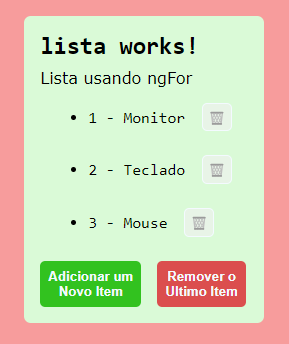 lista works!
Lista usando ngFor
1 - Monitor
2 - Teclado
3 - Mouse
Adicionar um
Novo Item
Remover o
Ultimo Item